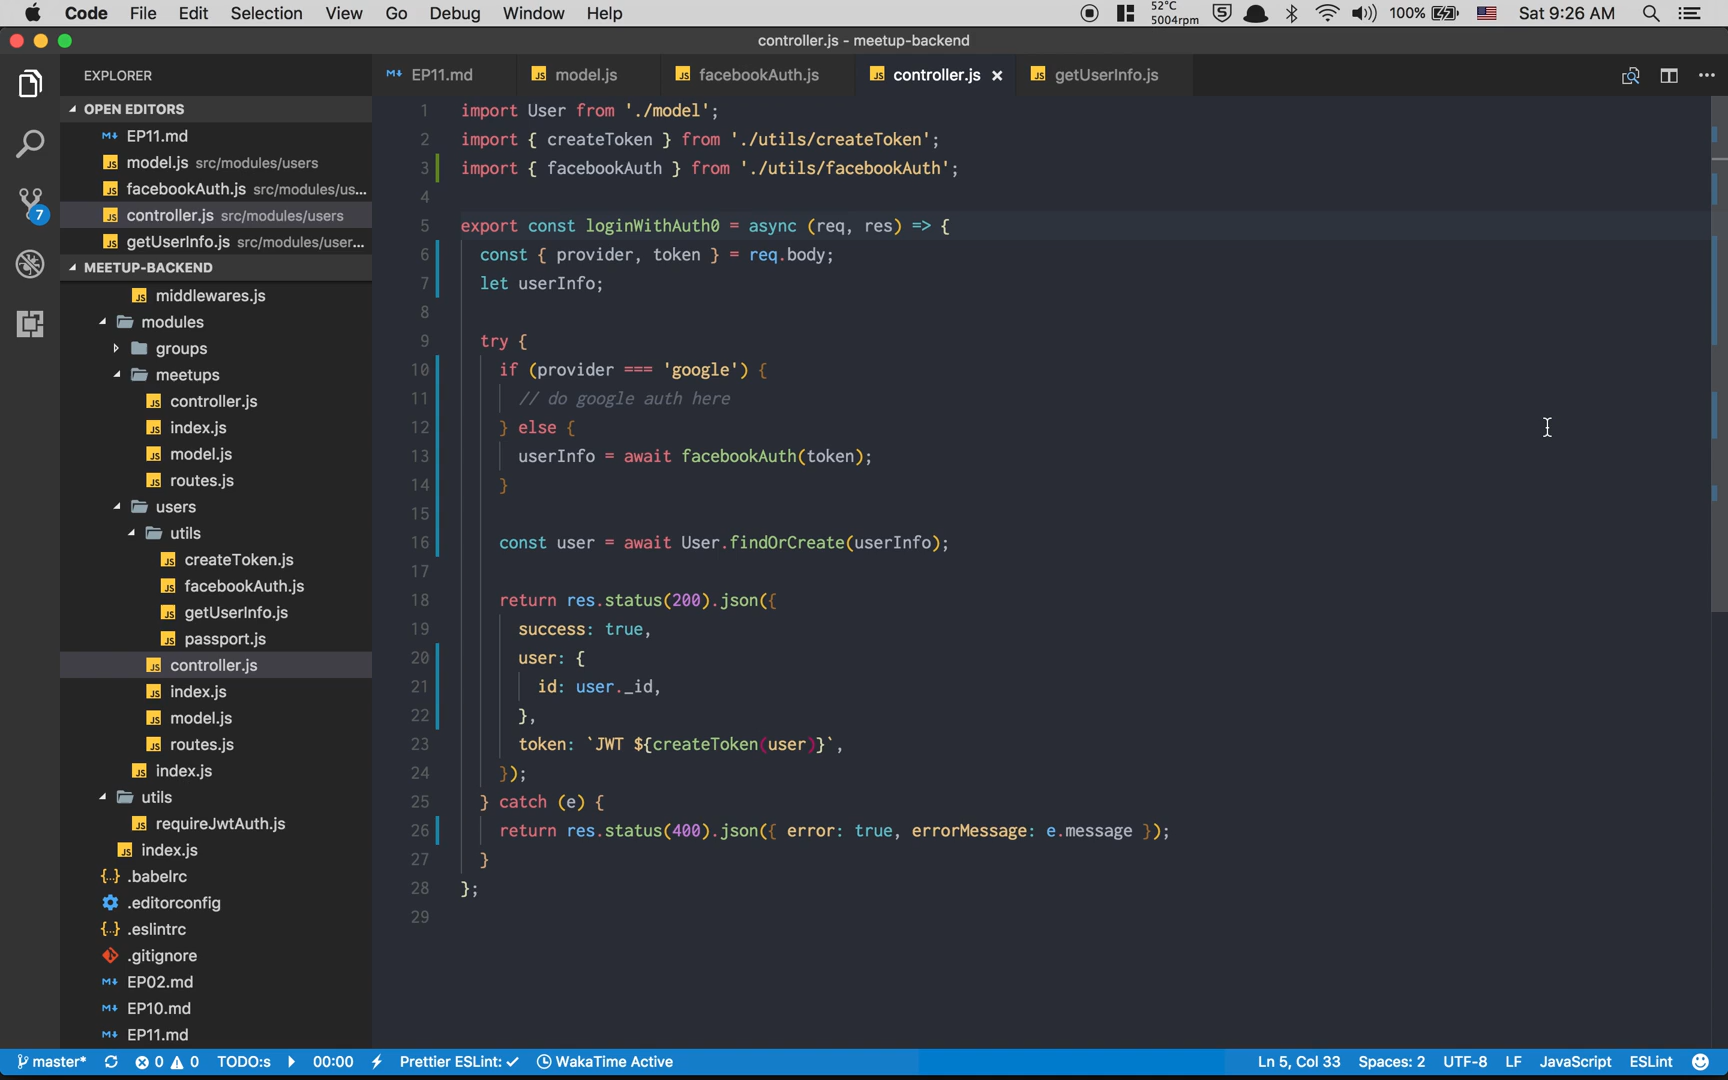 Code File Edit Selection View Go Debug Window Help 52°C 5004rpm 100% Sat 9:26 AM
controller.js - meetup-backend
EXPLORER
OPEN EDITORS
EP11.md
model.js src/modules/users
facebookAuth.js src/modules/us...
controller.js src/modules/users
getUserInfo.js src/modules/user...
7
MEETUP-BACKEND
middlewares.js
modules
groups
meetups
controller.js
index.js
model.js
routes.js
users
utils
createToken.js
facebookAuth.js
getUserInfo.js
passport.js
controller.js
index.js
model.js
routes.js
index.js
utils
requireJwtAuth.js
index.js
.babelrc
.editorconfig
.eslintrc
.gitignore
EP02.md
EP10.md
EP11.md
EP11.md model.js facebookAuth.js controller.js × getUserInfo.js
1 import User from './model';
2 import { createToken } from './utils/createToken';
3 import { facebookAuth } from './utils/facebookAuth';
4
5 export const loginWithAuth0 = async (req, res) => {
6 const { provider, token } = req.body;
7 let userInfo;
8
9 try {
10 if (provider === 'google') {
11 // do google auth here
12 } else {
13 userInfo = await facebookAuth(token);
14 }
15
16 const user = await User.findOrCreate(userInfo);
17
18 return res.status(200).json({
19 success: true,
20 user: {
21 id: user._id,
22 },
23 token: `JWT ${createToken(user)}`,
24 });
25 } catch (e) {
26 return res.status(400).json({ error: true, errorMessage: e.message });
27 }
28 };
29
master* 0 0 TODO:s 00:00 Prettier ESLint: ✓ WakaTime Active Ln 5, Col 33 Spaces: 2 UTF-8 LF JavaScript ESLint